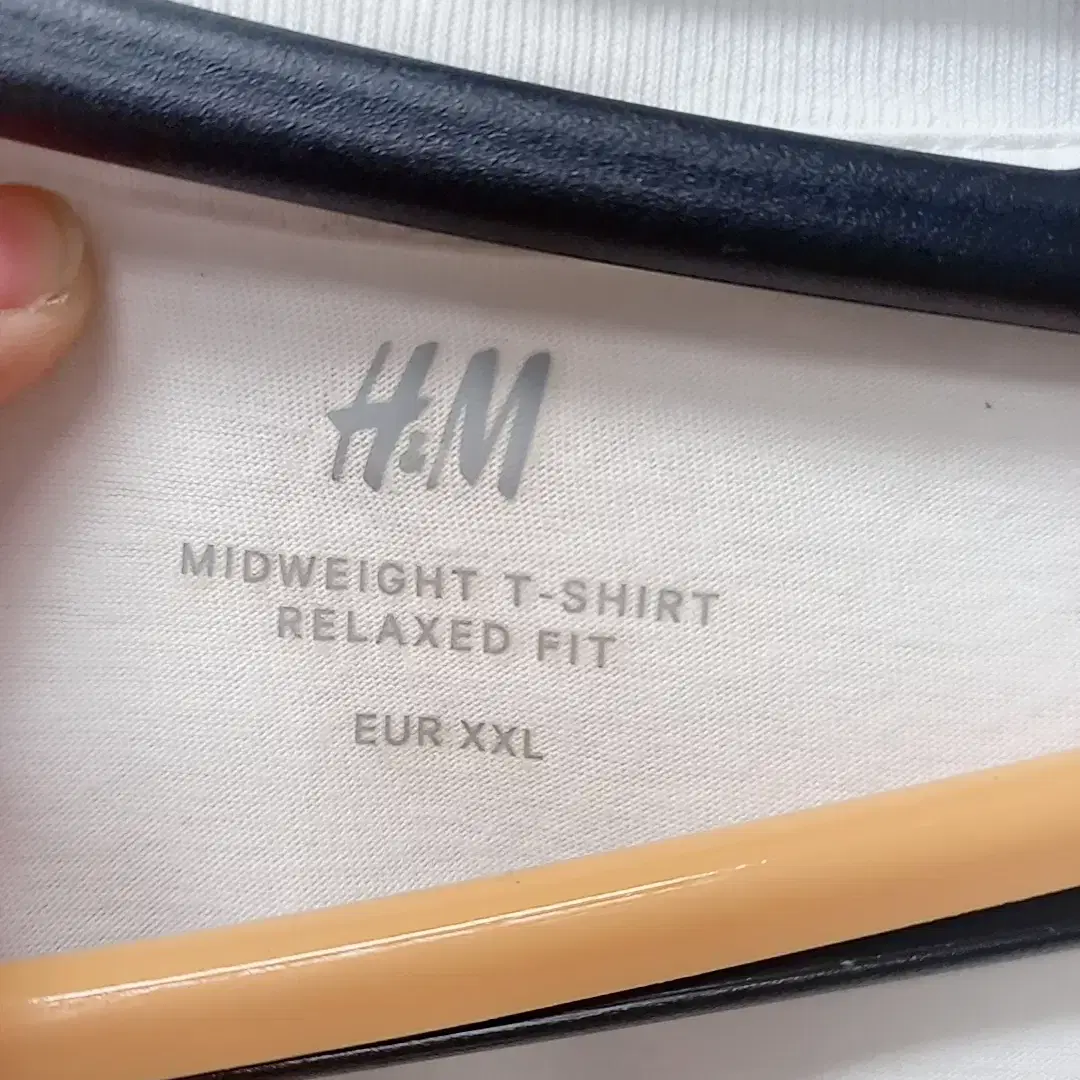 H&M
MIDWEIGHT T-SHIRT
RELAXED FIT
EUR XXL